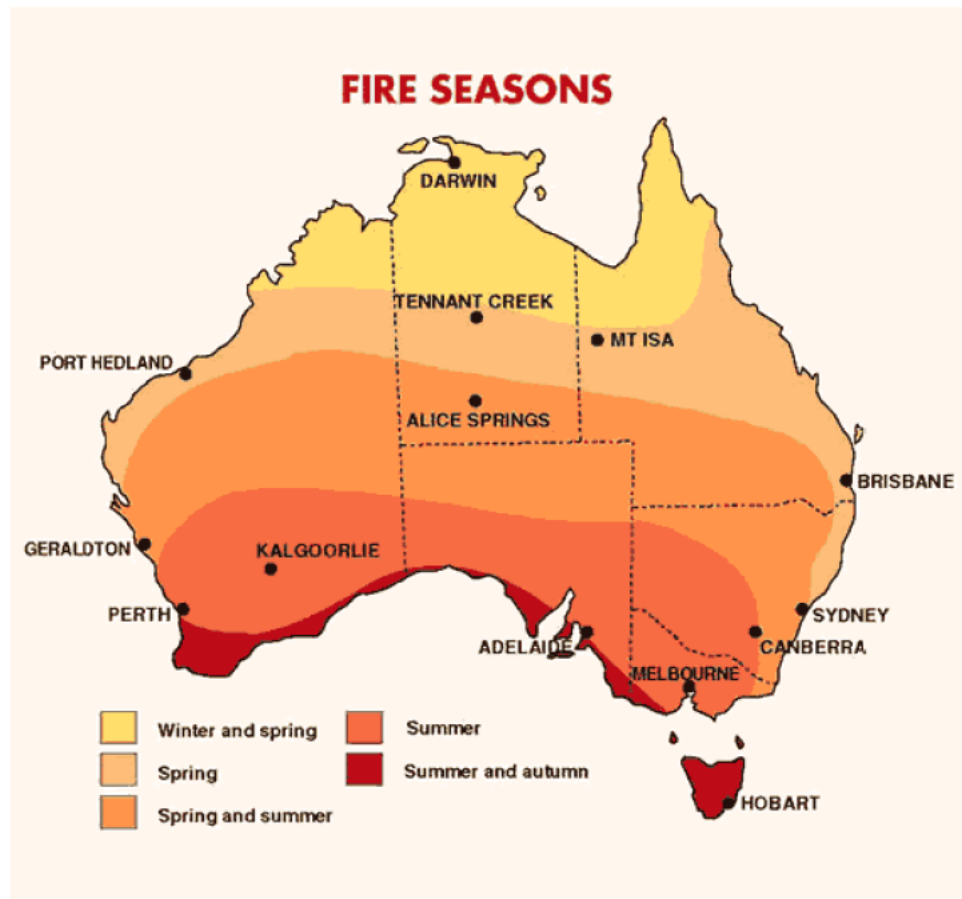 FIRE SEASONS
DARWIN
TENNANT CREEK
MT ISA
PORT HEDLAND
ALICE SPRINGS
BRISBANE
GERALDTON
KALGOORLIE
PERTH
SYDNEY
ADELAIDE
CANBERRA
MELBOURNE
Winter and spring
Summer
Spring
Summer and autumn
Spring and summer
HOBART